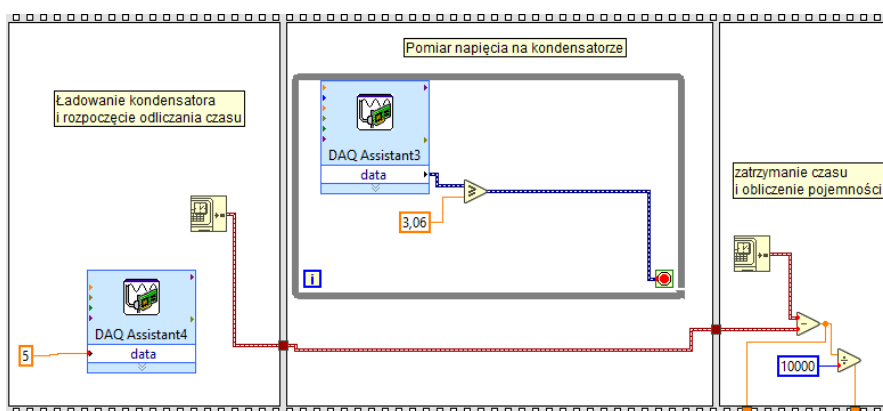 Pomiar napięcia na kondensatorze
Ładowanie kondensatora
i rozpoczęcie odliczania czasu
DAQ Assistant3
data
3,06
i
zatrzymanie czasu
i obliczenie pojemności
DAQ Assistant4
data
5
10000